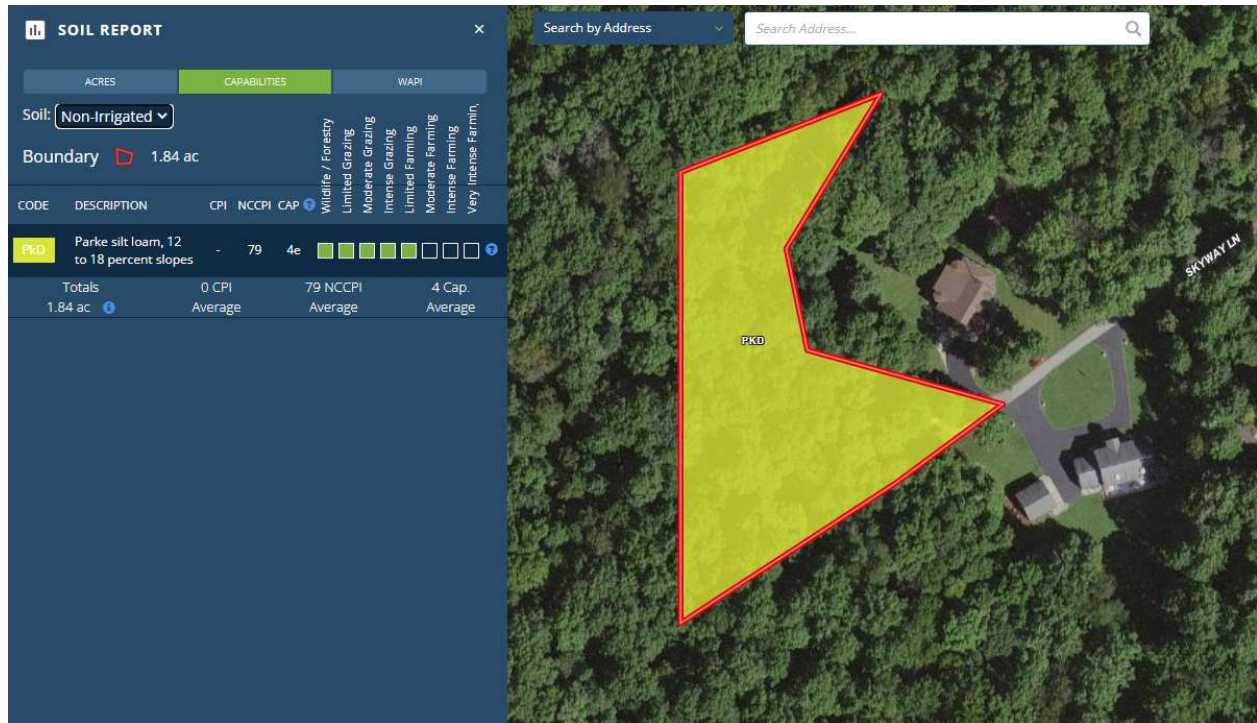 SOIL REPORT
×
Search by Address
Search Address...
ACRES
CAPABILITIES
WAPI
Soil: Non-Irrigated
Boundary 1.84 ac
CODE
DESCRIPTION
CPI
NCCPI
CAP
Wildlife / Forestry
Limited Grazing
Moderate Grazing
Intense Grazing
Limited Farming
Moderate Farming
Intense Farming
Very Intense Farmin,
PkD
Parke silt loam, 12
to 18 percent slopes
-
79
4e
Totals
1.84 ac
0 CPI
Average
79 NCCPI
Average
4 Cap.
Average
PKD
SKYWAY LN